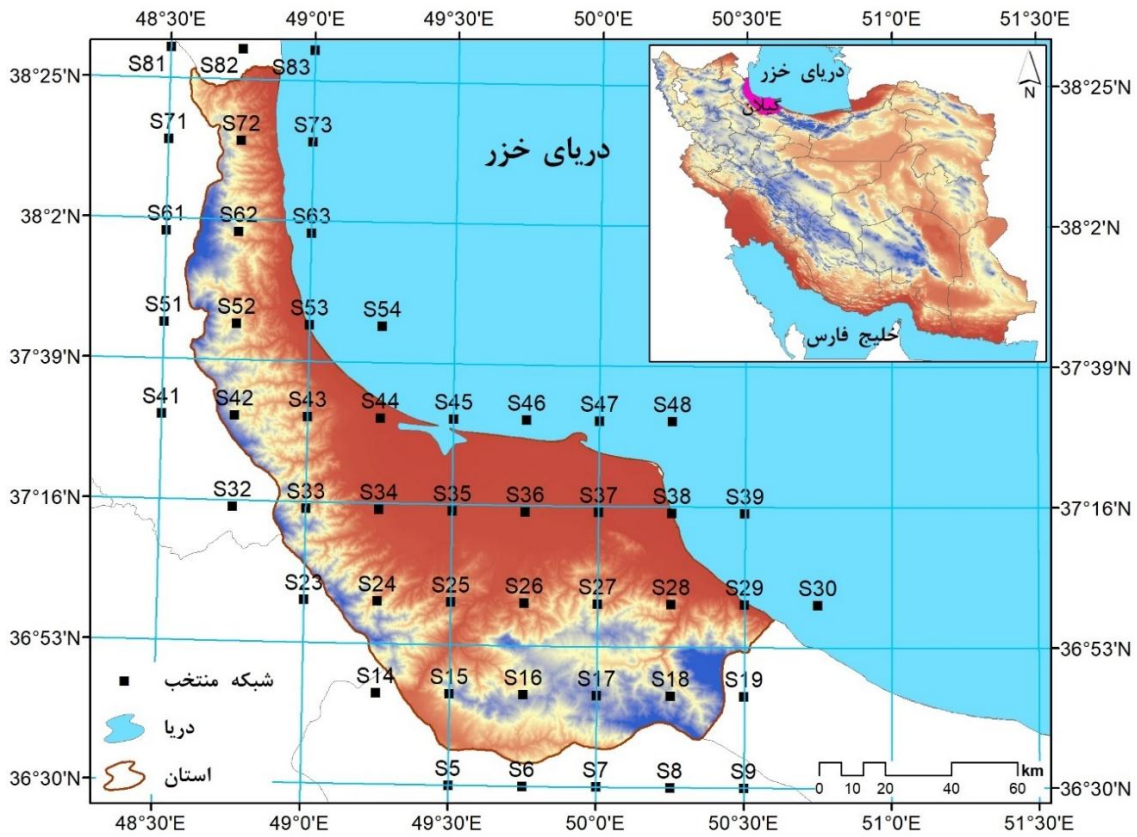 48°30'E 49°0'E 49°30'E 50°0'E 50°30'E 51°0'E 51°30'E
S81 S82 S83
38°25'N
38°25'N
دریای خزر
گیلان
خلیج فارس
N
S71 S72 S73
دریای خزر
S61 S62 S63
38°2'N
38°2'N
S51 S52 S53 S54
37°39'N
37°39'N
S41 S42 S43 S44 S45 S46 S47 S48
S32 S33 S34 S35 S36 S37 S38 S39
37°16'N
37°16'N
S23 S24 S25 S26 S27 S28 S29 S30
36°53'N
36°53'N
S14 S15 S16 S17 S18 S19
شبکه منتخب
دریا
استان
S5 S6 S7 S8 S9
36°30'N
36°30'N
km
0 10 20 40 60
48°30'E 49°0'E 49°30'E 50°0'E 50°30'E 51°0'E 51°30'E